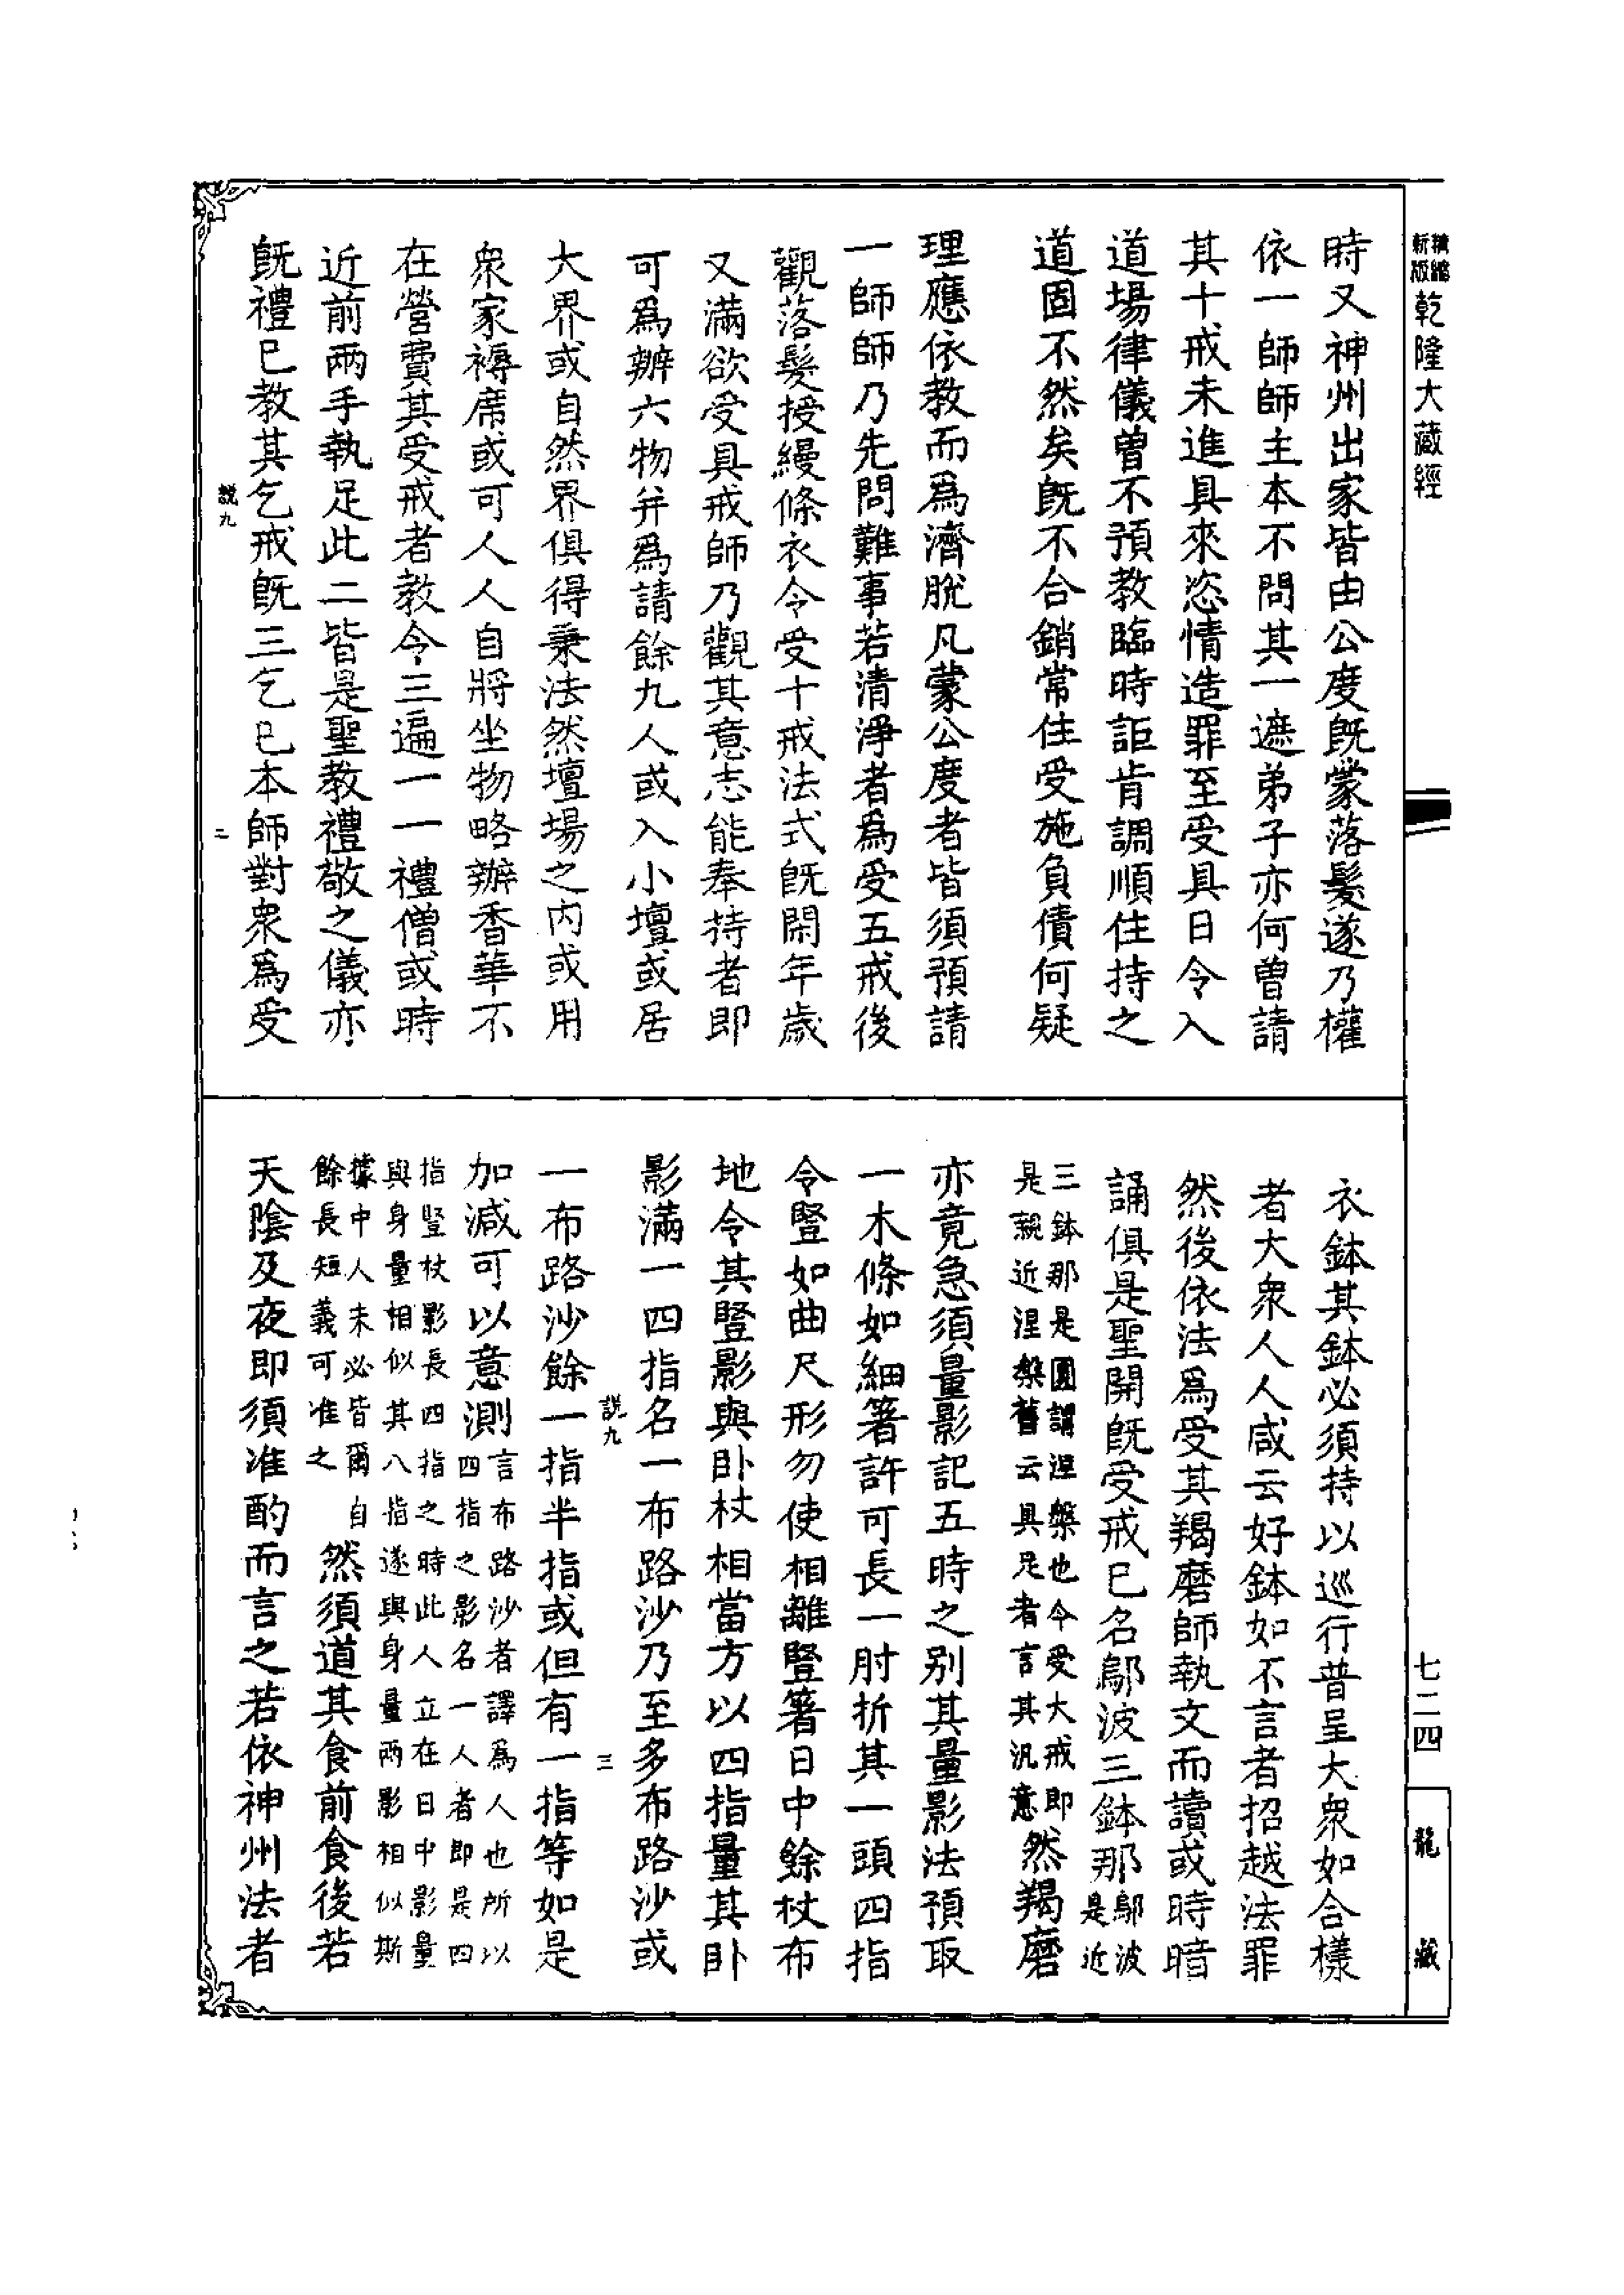 精縮新版 乾隆大藏經
時又神州出家皆由公度既蒙落髮遂乃權
依一師師主本不問其一遮弟子亦何曾請
其十戒未進具來恣情造罪至受具日令入
道場律儀曾不預教臨時詎肯調順住持之
道固不然矣既不合銷常住受施負債何疑
理應依教而爲濟脫凡蒙公度者皆須預請
一師師乃先問難事若清淨者爲受五戒後
觀落髮授縵條衣令受十戒法式既閑年歲
又滿欲受具戒師乃觀其意志能奉持者即
可爲辦六物并爲請餘九人或入小壇或居
大界或自然界俱得秉法然壇場之內或用
衆家褥席或可人人自將坐物略辦香華不
在營費其受戒者教令三遍一一禮僧或時
近前兩手執足此二皆是聖教禮敬之儀亦
說九 二
既禮已教其乞戒既三乞已本師對衆爲受
衣鉢其鉢必須持以巡行普呈大衆如合樣
者大衆人人咸云好鉢如不言者招越法罪
然後依法爲受其羯磨師執文而讀或時暗
誦俱是聖開既受戒已名鄔波三鉢那鄔波是近
三鉢那是圓謂涅槃也今受大戒即是親近涅槃舊云具足者言其汎意然羯磨
亦竟急須量影記五時之別其量影法預取
一木條如細箸許可長一肘折其一頭四指
令豎如曲尺形勿使相離豎箸日中餘杖布
地令其豎影與臥杖相當方以四指量其臥
影滿一四指名一布路沙乃至多布路沙或
說九 三
一布路沙餘一指半指或但有一指等如是
加減可以意測言布路沙者譯爲人也所以四指之影名一人者即是四
指豎杖影長四指之時此人立在日中影量與身量相似其八指遂與身量兩影相似斯
據中人未必皆爾自餘長短義可准之然須道其食前食後若
天陰及夜即須准酌而言之若依神州法者
七二四
龍藏